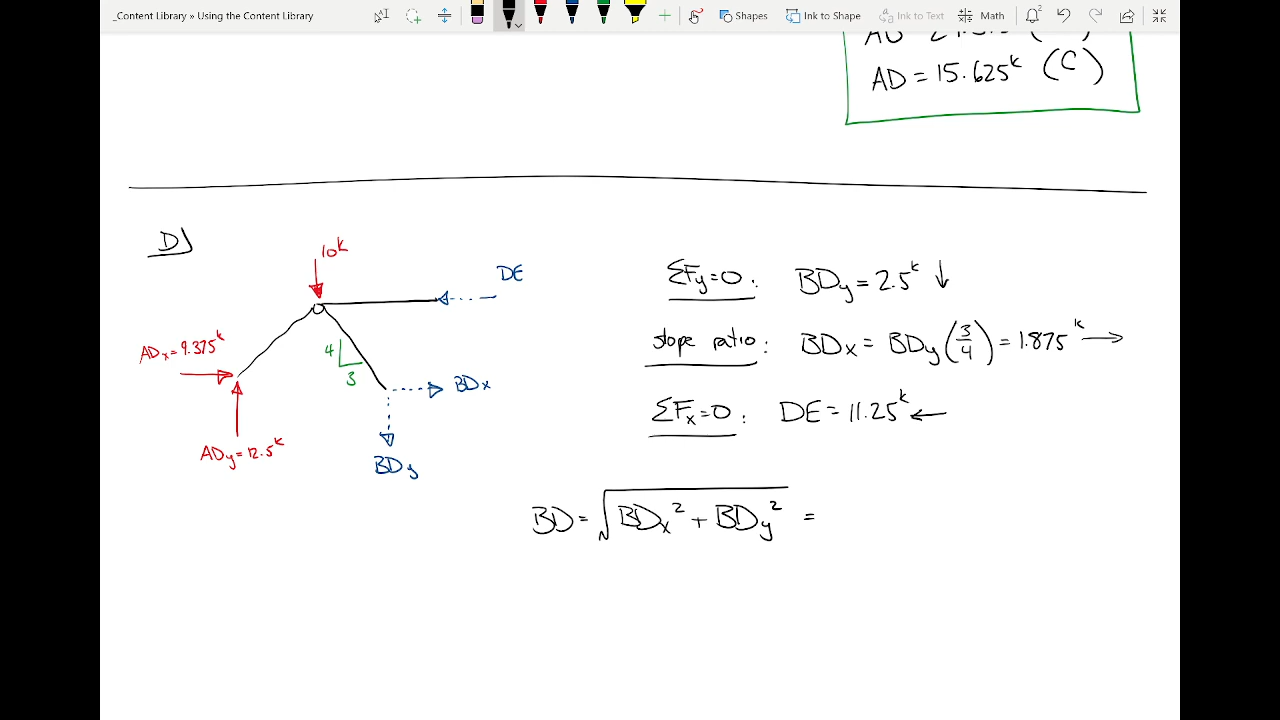 _Content Library » Using the Content Library
Shapes
Ink to Shape
Ink to Text
Math
2
AD = 15.625ᵏ (C)
D)
10ᵏ
DE
ADₓ=9.375ᵏ
4
3
BDₓ
ADy=12.5ᵏ
BDy
ΣFy=0: BDy = 2.5ᵏ ↓
slope ratio: BDₓ = BDy(3/4) = 1.875ᵏ →
ΣFₓ=0: DE = 11.25ᵏ ←
BD = √(BDₓ² + BDy²) =